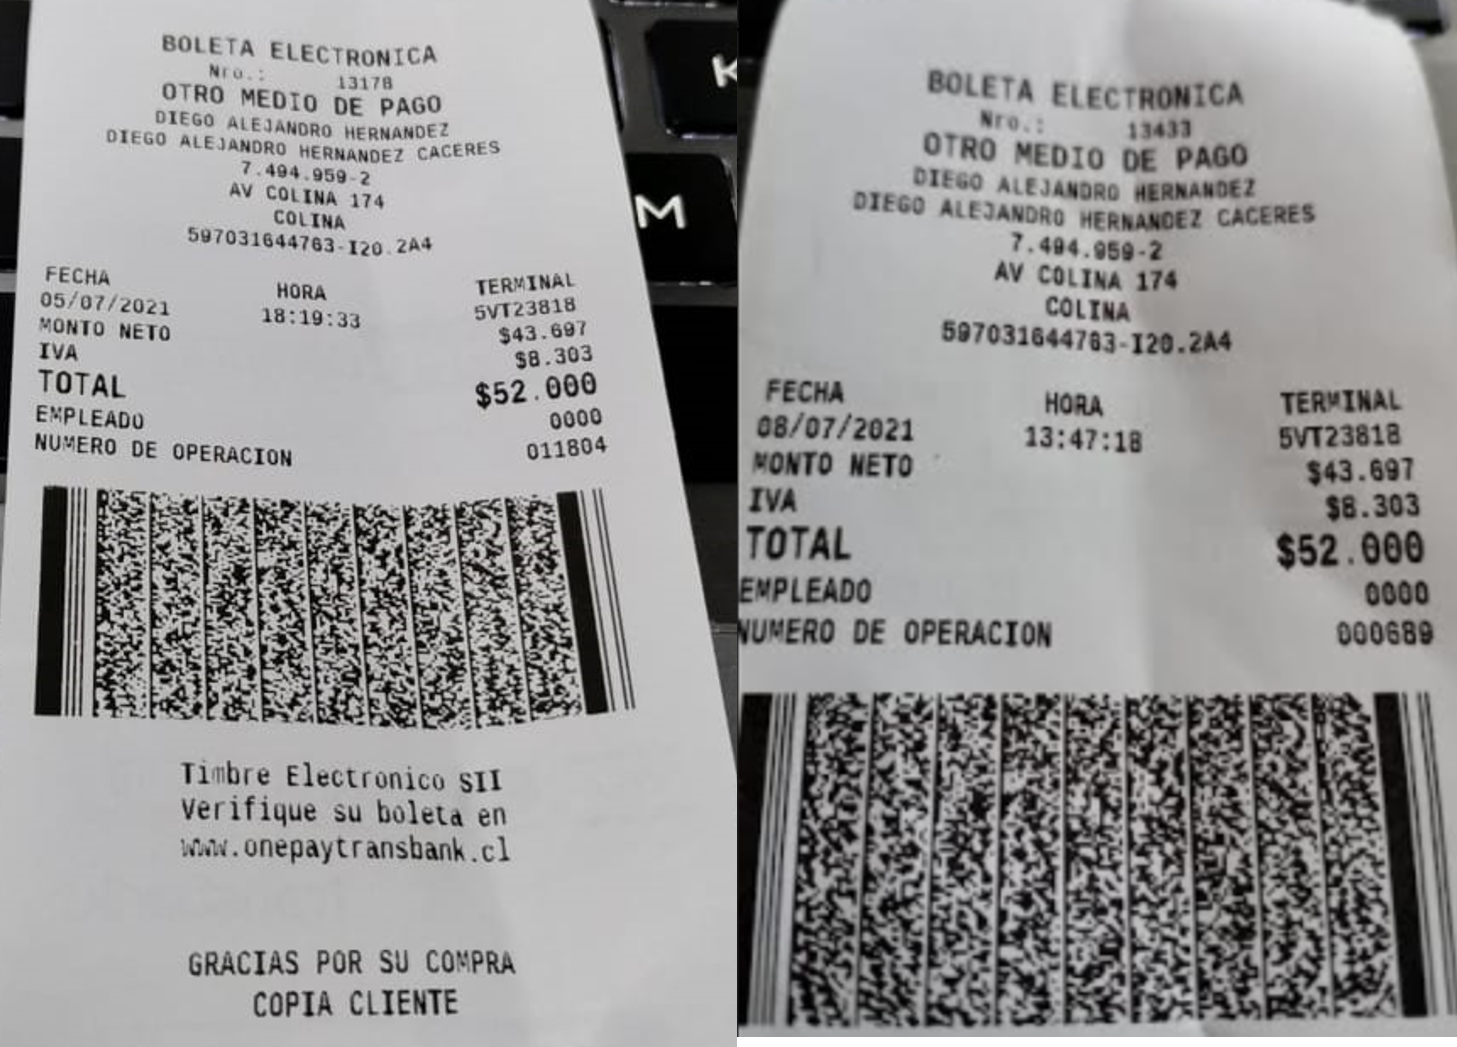 BOLETA ELECTRONICA
Nro.: 13178
OTRO MEDIO DE PAGO
DIEGO ALEJANDRO HERNANDEZ
DIEGO ALEJANDRO HERNANDEZ CACERES
7.494.959-2
AV COLINA 174
COLINA
597031644763-I20.2A4
FECHA HORA TERMINAL
05/07/2021 18:19:33 5VT23818
MONTO NETO $43.697
IVA $8.303
TOTAL $52.000
EMPLEADO 0000
NUMERO DE OPERACION 011804
Timbre Electronico SII
Verifique su boleta en
www.onepaytransbank.cl
GRACIAS POR SU COMPRA
COPIA CLIENTE
K
M
BOLETA ELECTRONICA
Nro.: 13433
OTRO MEDIO DE PAGO
DIEGO ALEJANDRO HERNANDEZ
DIEGO ALEJANDRO HERNANDEZ CACERES
7.494.959-2
AV COLINA 174
COLINA
597031644763-I20.2A4
FECHA HORA TERMINAL
08/07/2021 13:47:18 5VT23818
MONTO NETO $43.697
IVA $8.303
TOTAL $52.000
EMPLEADO 0000
NUMERO DE OPERACION 000689